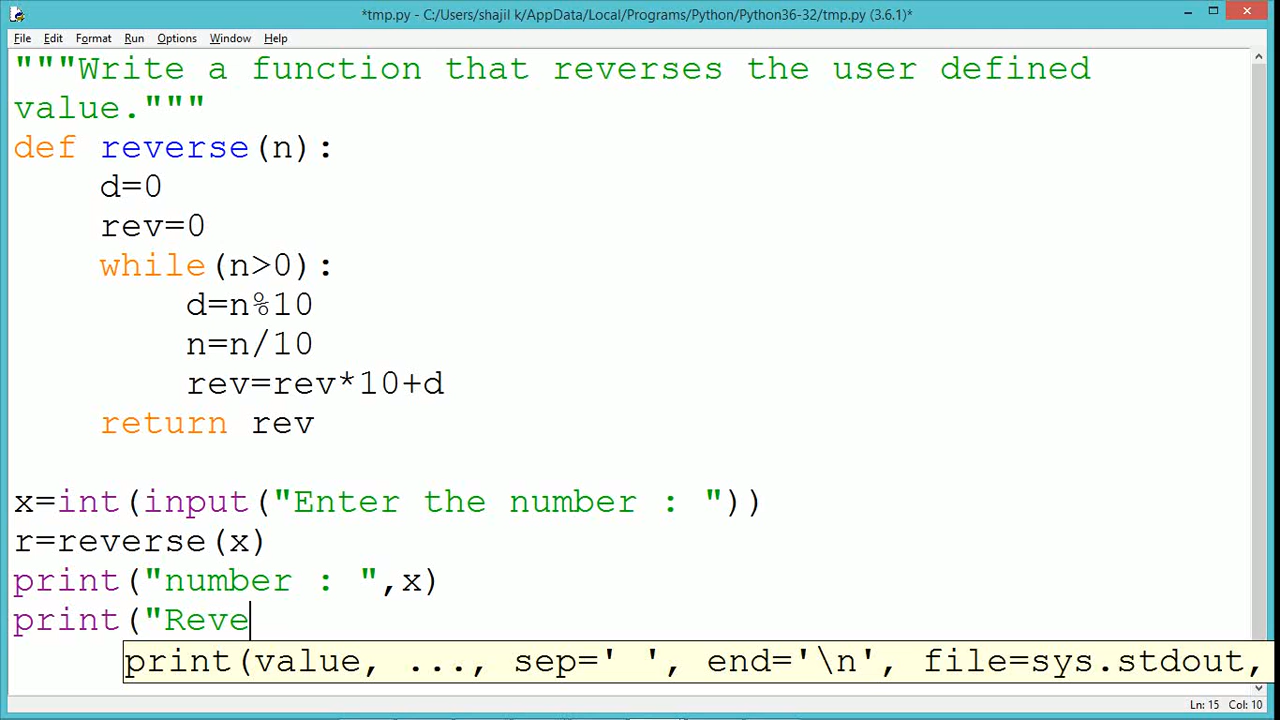 *tmp.py - C:/Users/shajil k/AppData/Local/Programs/Python/Python36-32/tmp.py (3.6.1)*
File Edit Format Run Options Window Help
"""Write a function that reverses the user defined
value."""
def reverse(n):
    d=0
    rev=0
    while(n>0):
        d=n%10
        n=n/10
        rev=rev*10+d
    return rev

x=int(input("Enter the number : "))
r=reverse(x)
print("number : ",x)
print("Reve
print(value, ..., sep=' ', end='\n', file=sys.stdout,
Ln: 15 Col: 10